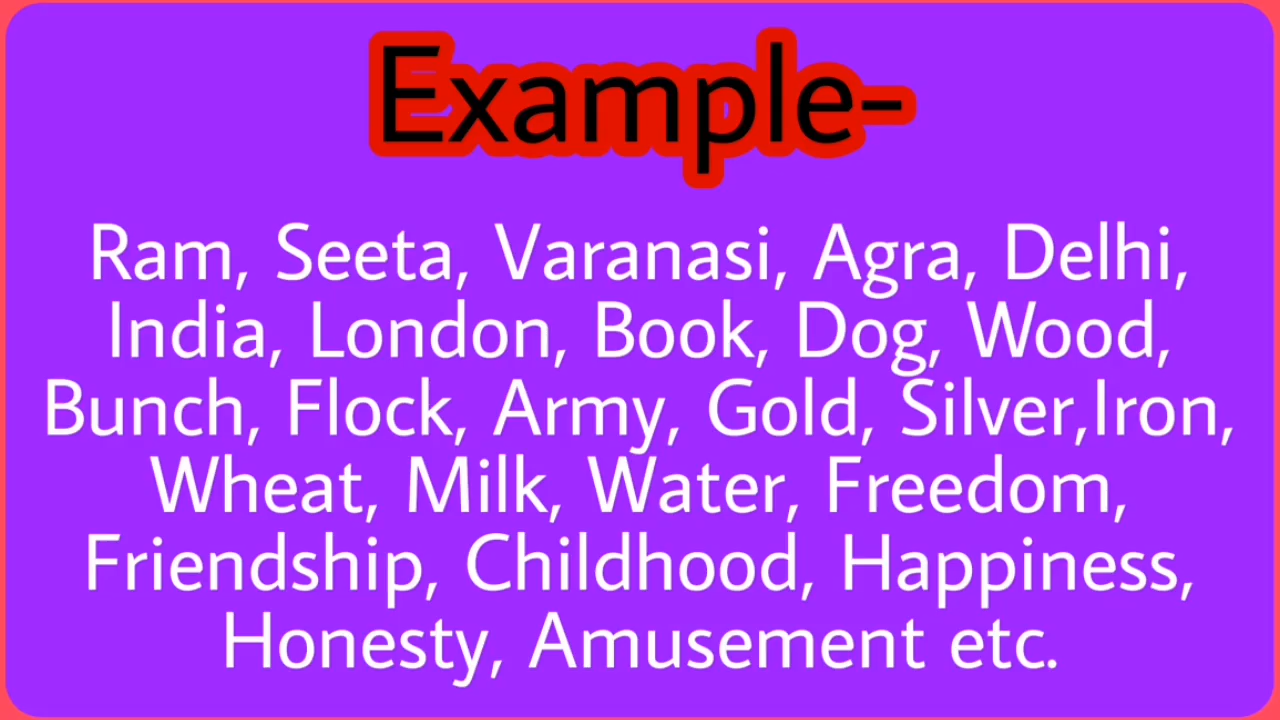 Example-
Ram, Seeta, Varanasi, Agra, Delhi,
India, London, Book, Dog, Wood,
Bunch, Flock, Army, Gold, Silver,Iron,
Wheat, Milk, Water, Freedom,
Friendship, Childhood, Happiness,
Honesty, Amusement etc.